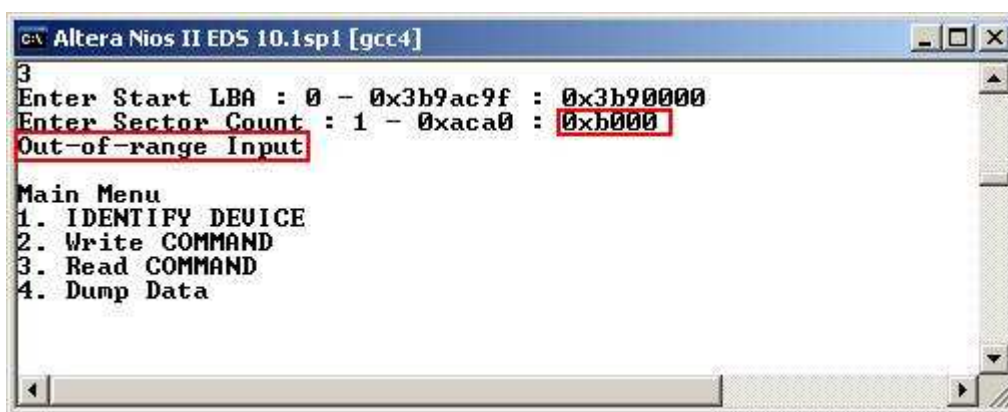 Altera Nios II EDS 10.1sp1 [gcc4]
3
Enter Start LBA : 0 - 0x3b9ac9f : 0x3b90000
Enter Sector Count : 1 - 0xaca0 : 0xb000
Out-of-range Input
Main Menu
1. IDENTIFY DEVICE
2. Write COMMAND
3. Read COMMAND
4. Dump Data